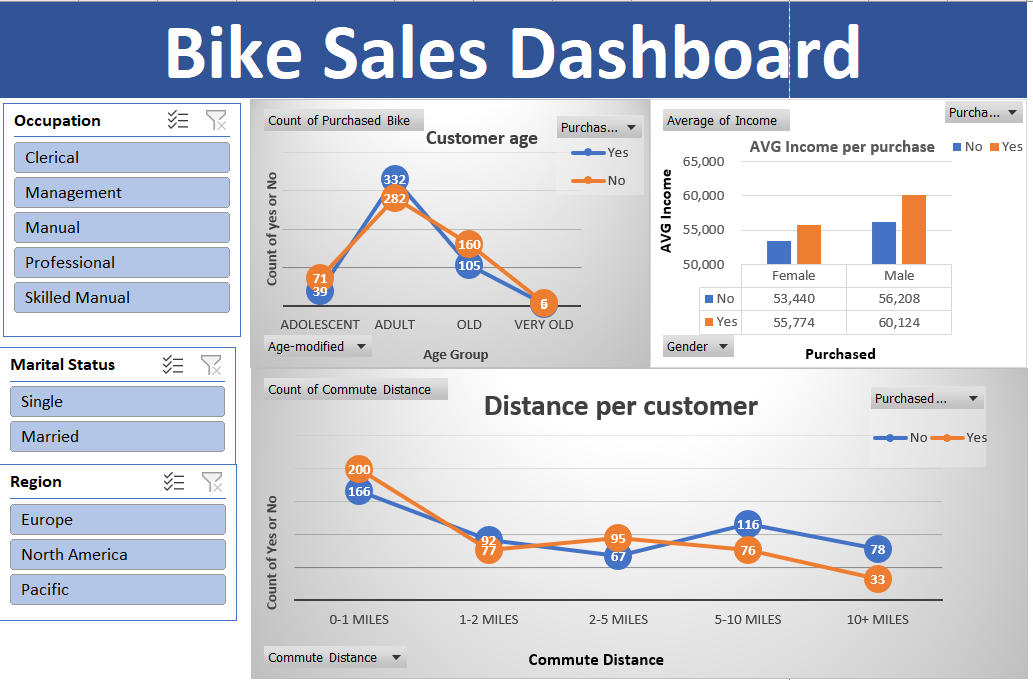 Bike Sales Dashboard
Occupation
Clerical
Management
Manual
Professional
Skilled Manual
Marital Status
Single
Married
Region
Europe
North America
Pacific
Count of Purchased Bike
Customer age
Purchas...
Yes
No
Count of yes or No
332
282
160
105
71
39
6
ADOLESCENT ADULT OLD VERY OLD
Age-modified
Age Group
Average of Income
Purcha...
AVG Income per purchase
No Yes
AVG Income
65,000
60,000
55,000
50,000
Female Male
No 53,440 56,208
Yes 55,774 60,124
Gender
Purchased
Count of Commute Distance
Distance per customer
Purchased ...
No Yes
Count of Yes or No
200
166
92
77
95
67
116
76
78
33
0-1 MILES 1-2 MILES 2-5 MILES 5-10 MILES 10+ MILES
Commute Distance
Commute Distance